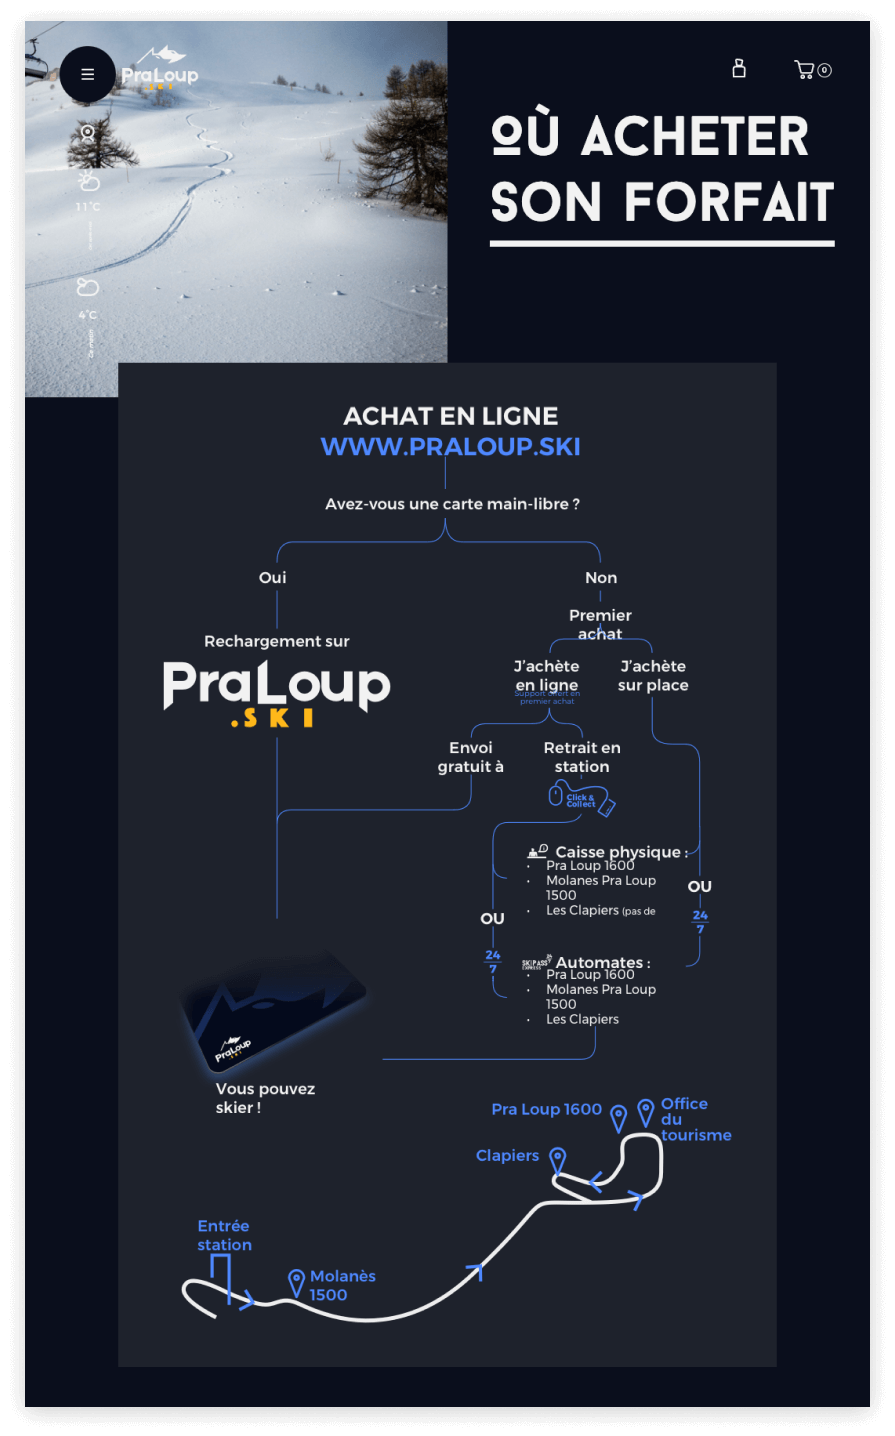 PraLoup
.SKI
0
OÙ ACHETER
SON FORFAIT
11°C
4°C
Ce matin
ACHAT EN LIGNE
WWW.PRALOUP.SKI
Avez-vous une carte main-libre ?
Oui
Non
Premier
achat
Rechargement sur
PraLoup
.SKI
J’achète
en ligne
Support offert en
premier achat
J’achète
sur place
Envoi
gratuit à
Retrait en
station
Click &
Collect
Caisse physique :
• Pra Loup 1600
• Molanes Pra Loup
1500
• Les Clapiers (pas de
OU
24
7
OU
24
7
SKIPASS
EXPRESS
Automates :
• Pra Loup 1600
• Molanes Pra Loup
1500
• Les Clapiers
PraLoup
.SKI
Vous pouvez
skier !
Pra Loup 1600
Office
du
tourisme
Clapiers
Entrée
station
Molanès
1500